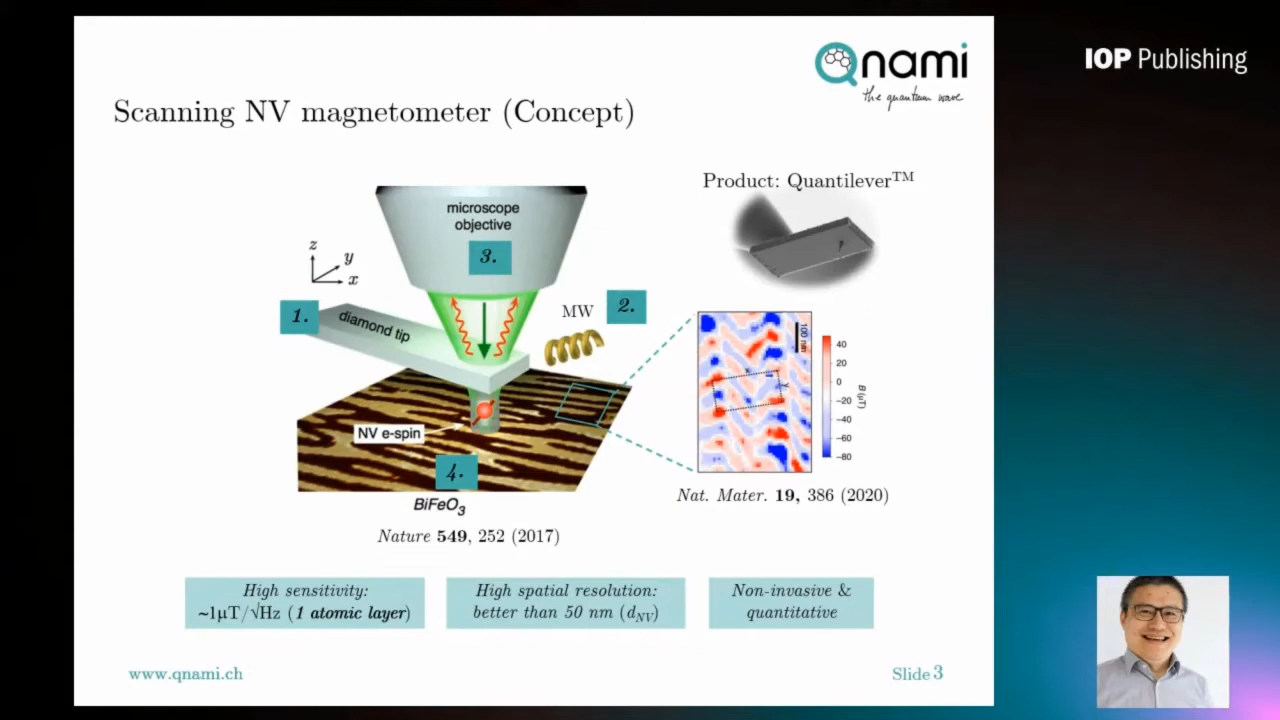 Qnami
the quantum wave
IOP Publishing
Scanning NV magnetometer (Concept)
Product: Quantilever™
microscope
objective
3.
z
y
x
1.
diamond tip
MW
2.
100 nm
x
y
40
20
0
−20
−40
−60
−80
B (μT)
NV e-spin
4.
BiFeO₃
Nat. Mater. 19, 386 (2020)
Nature 549, 252 (2017)
High sensitivity:
~1μT/√Hz (1 atomic layer)
High spatial resolution:
better than 50 nm (dNV)
Non-invasive &
quantitative
www.qnami.ch
Slide 3